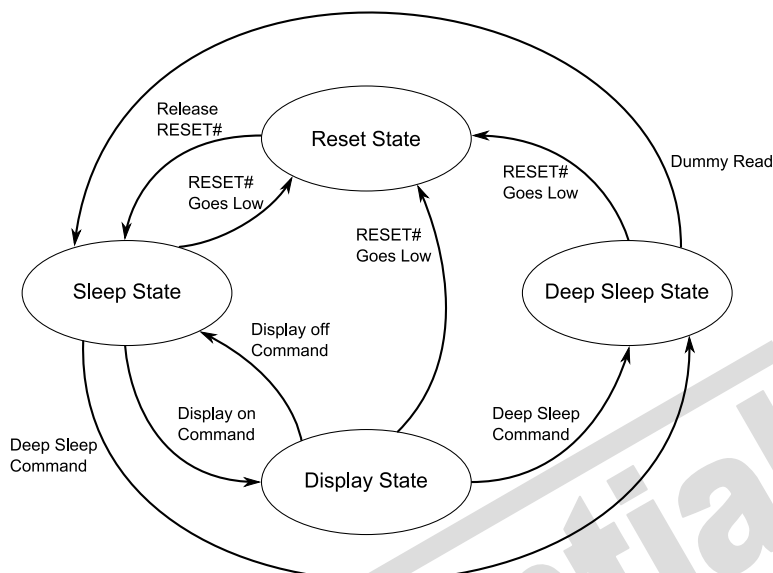 Release
RESET#
Reset State
RESET#
Goes Low
RESET#
Goes Low
Dummy Read
RESET#
Goes Low
Sleep State
Deep Sleep State
Display off
Command
Display on
Command
Deep Sleep
Command
Deep Sleep
Command
Display State